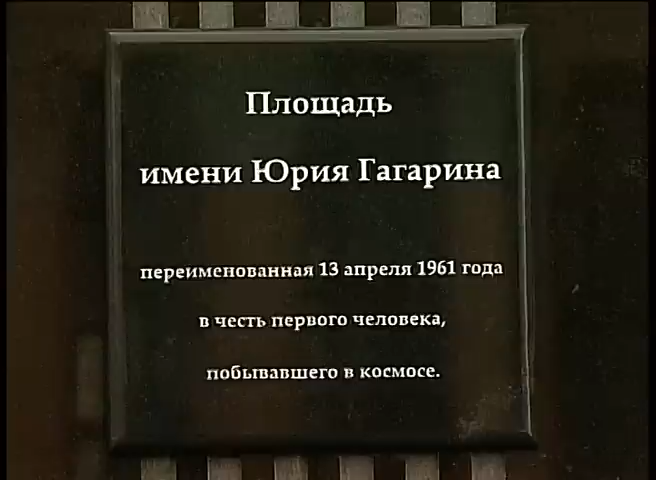 Площадь
имени Юрия Гагарина
переименованная 13 апреля 1961 года
в честь первого человека,
побывавшего в космосе.